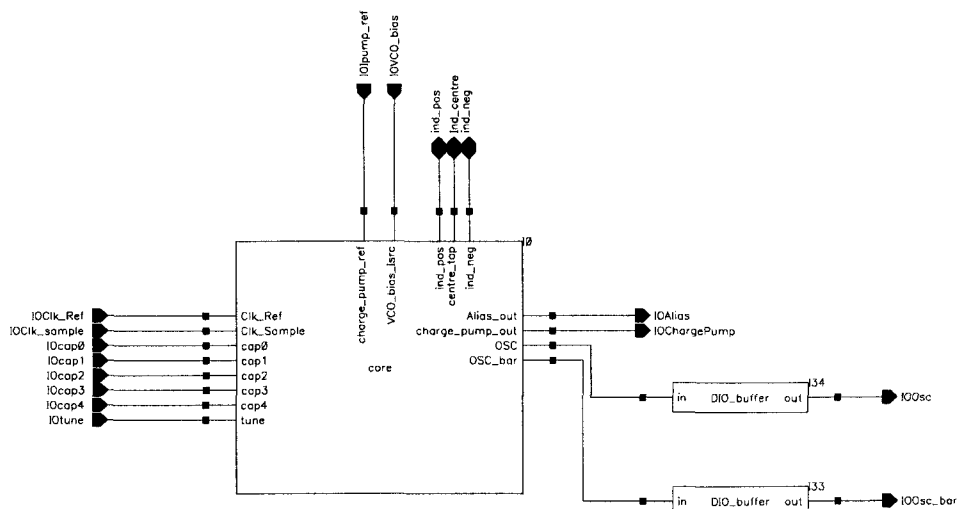 IOIpump_ref
IOVCO_bias
ind_pos
Ind_centre
ind_neg
I0
charge_pump_ref
VCO_bias_Isrc
ind_pos
centre_tap
ind_neg
IOClk_Ref
Clk_Ref
Alias_out
IOAlias
IOClk_sample
Clk_Sample
charge_pump_out
IOChargePump
IOcap0
cap0
OSC
IOcap1
cap1
OSC_bar
IOcap2
cap2
core
IOcap3
cap3
IOcap4
cap4
IOtune
tune
I34
in
DIO_buffer
out
IOOsc
I33
in
DIO_buffer
out
IOOsc_bar